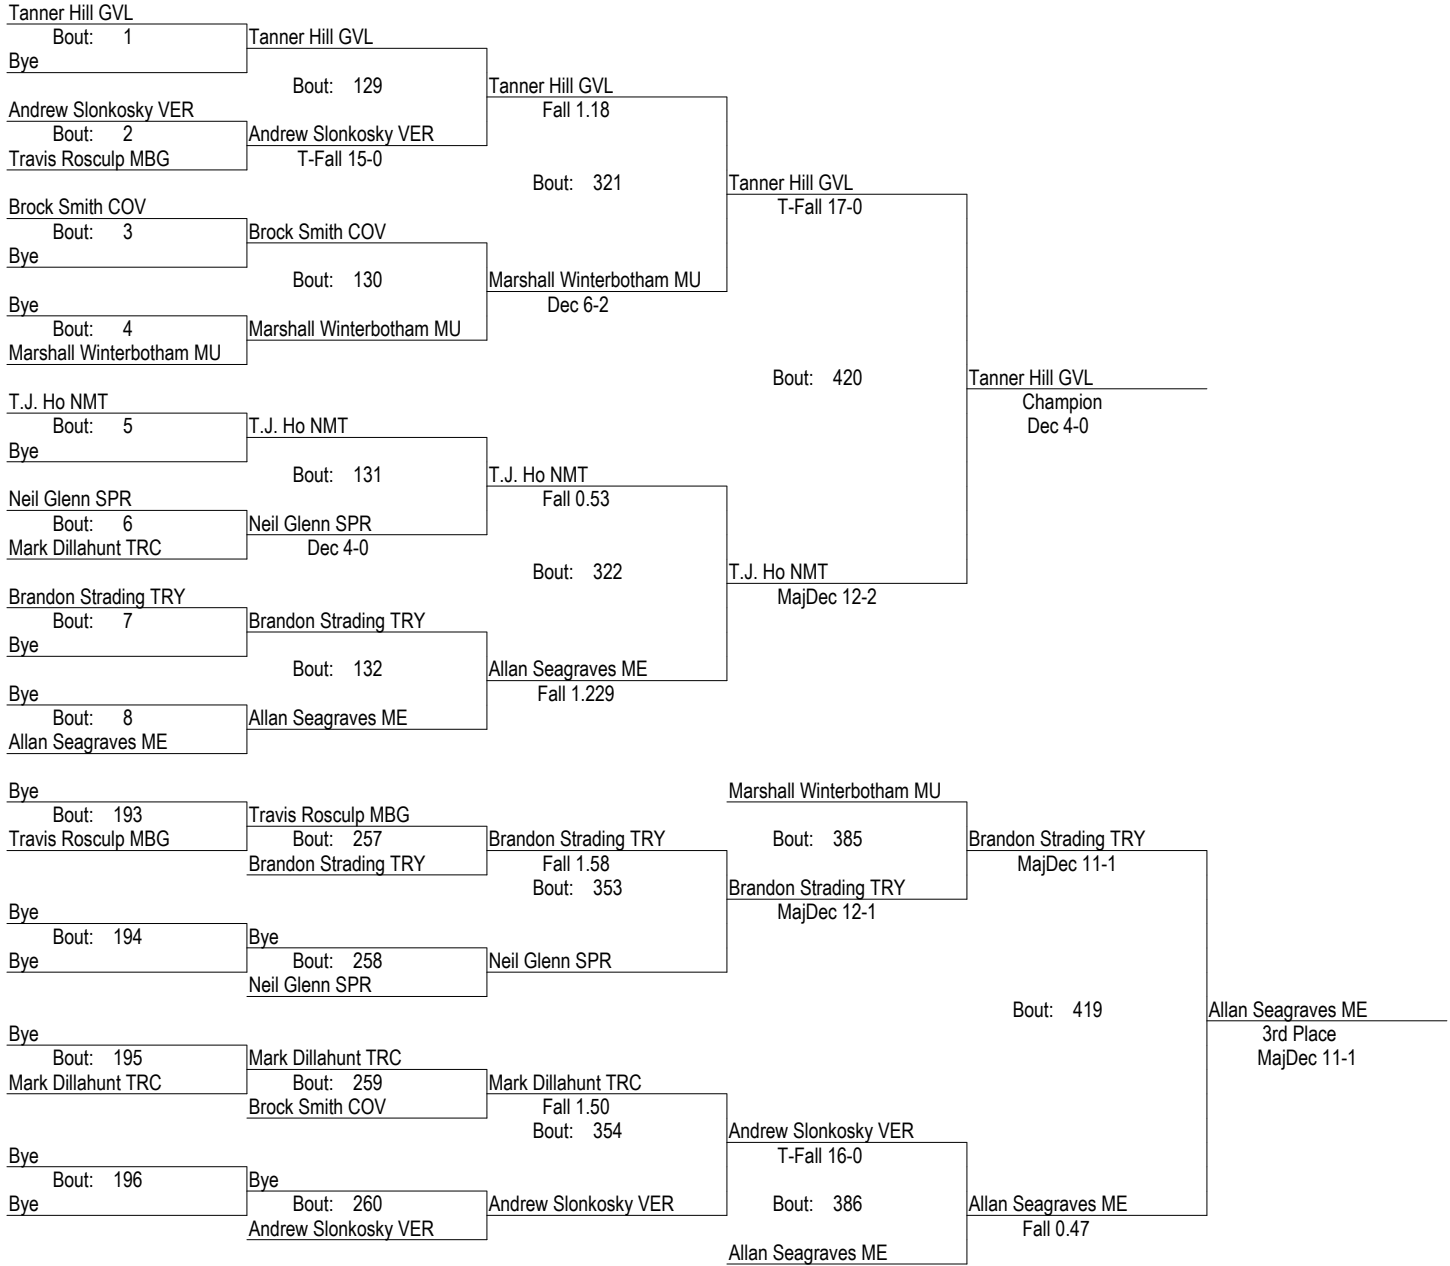 Tanner Hill GVL
Bout: 1 Tanner Hill GVL
Bye
Bout: 129 Tanner Hill GVL
Andrew Slonkosky VER Fall 1.18
Bout: 2 Andrew Slonkosky VER
Travis Rosculp MBG T-Fall 15-0
Bout: 321 Tanner Hill GVL
Brock Smith COV T-Fall 17-0
Bout: 3 Brock Smith COV
Bye
Bout: 130 Marshall Winterbotham MU
Bye Dec 6-2
Bout: 4 Marshall Winterbotham MU
Marshall Winterbotham MU
Bout: 420 Tanner Hill GVL
T.J. Ho NMT Champion
Bout: 5 T.J. Ho NMT Dec 4-0
Bye
Bout: 131 T.J. Ho NMT
Neil Glenn SPR Fall 0.53
Bout: 6 Neil Glenn SPR
Mark Dillahunt TRC Dec 4-0
Bout: 322 T.J. Ho NMT
Brandon Strading TRY MajDec 12-2
Bout: 7 Brandon Strading TRY
Bye
Bout: 132 Allan Seagraves ME
Bye Fall 1.229
Bout: 8 Allan Seagraves ME
Allan Seagraves ME
Bye Marshall Winterbotham MU
Bout: 193 Travis Rosculp MBG
Travis Rosculp MBG Bout: 257 Brandon Strading TRY Bout: 385 Brandon Strading TRY
Brandon Strading TRY Fall 1.58 MajDec 11-1
Bout: 353 Brandon Strading TRY
Bye MajDec 12-1
Bout: 194 Bye
Bye Bout: 258 Neil Glenn SPR
Neil Glenn SPR
Bout: 419 Allan Seagraves ME
Bye 3rd Place
Bout: 195 Mark Dillahunt TRC MajDec 11-1
Mark Dillahunt TRC Bout: 259 Mark Dillahunt TRC
Brock Smith COV Fall 1.50
Bout: 354 Andrew Slonkosky VER
Bye T-Fall 16-0
Bout: 196 Bye
Bye Bout: 260 Andrew Slonkosky VER Bout: 386 Allan Seagraves ME
Andrew Slonkosky VER Fall 0.47
Allan Seagraves ME